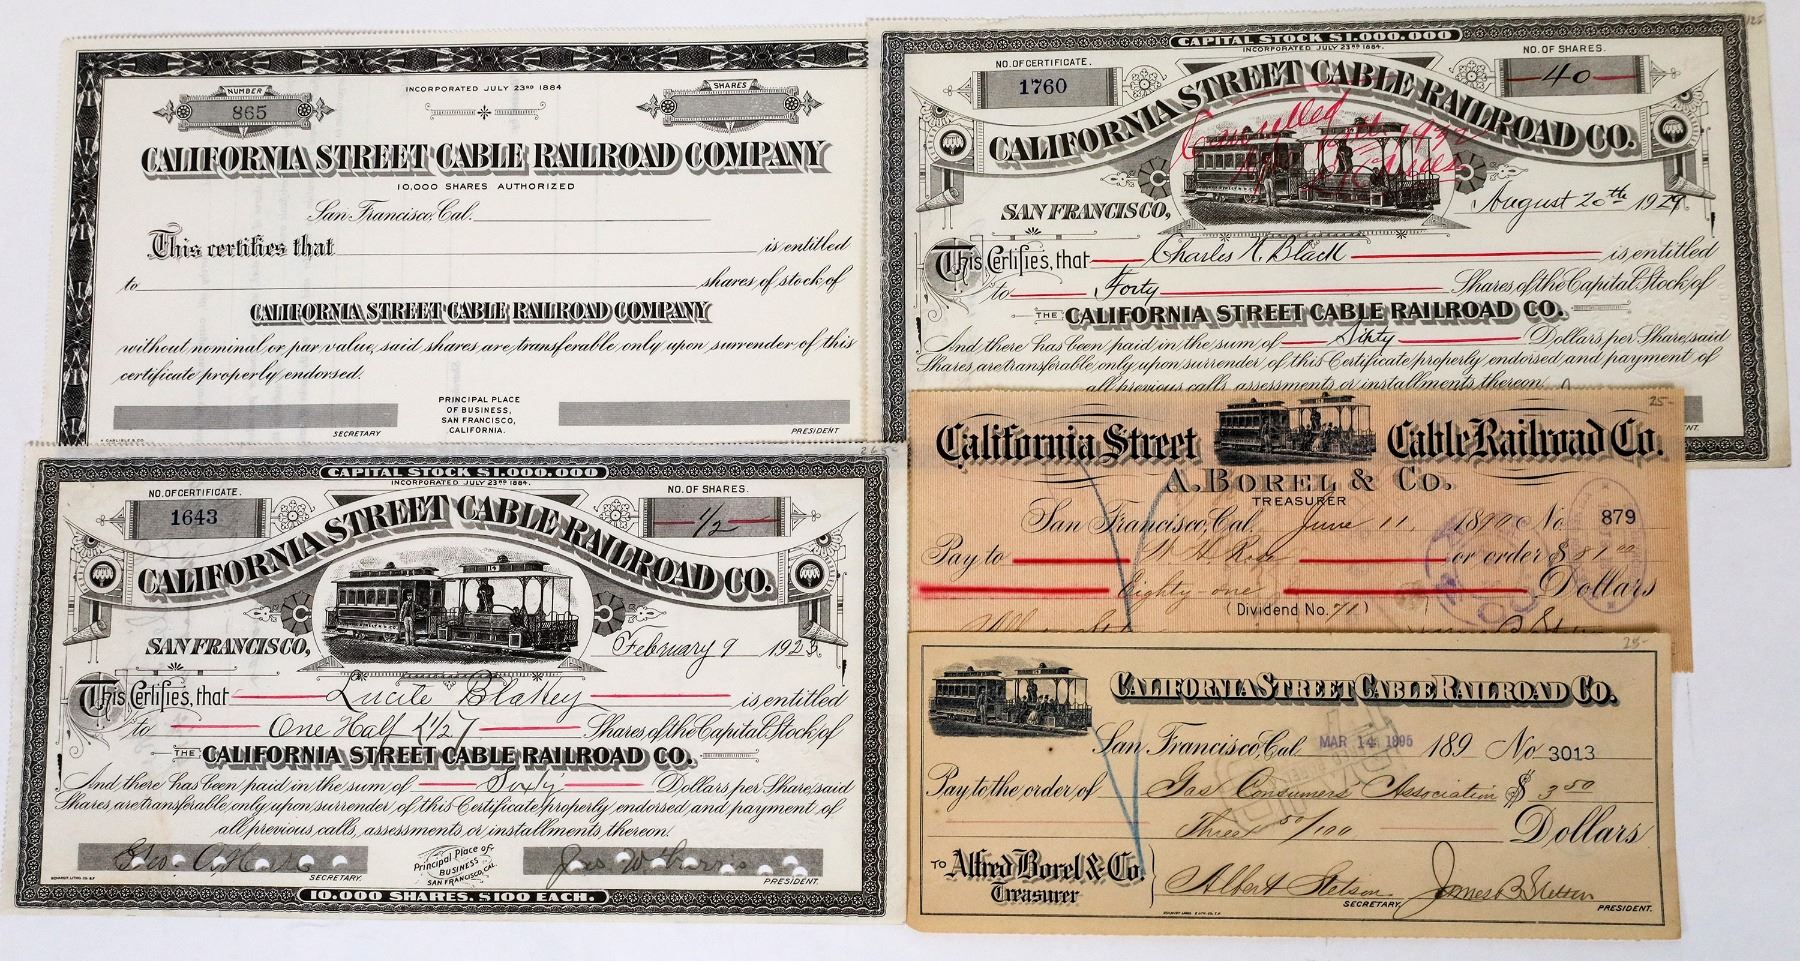 NUMBER
865
INCORPORATED JULY 23RD 1884
SHARES
CALIFORNIA STREET CABLE RAILROAD COMPANY
10,000 SHARES AUTHORIZED
San Francisco, Cal.
This certifies that is entitled
to shares of stock of
CALIFORNIA STREET CABLE RAILROAD COMPANY
without nominal or par value, said shares are transferable only upon surrender of this
certificate properly endorsed.
PRINCIPAL PLACE
OF BUSINESS,
SAN FRANCISCO,
CALIFORNIA.
SECRETARY
PRESIDENT
125
CAPITAL STOCK $1.000.000
INCORPORATED JULY 23RD 1884.
NO. OF CERTIFICATE.
1760
NO. OF SHARES.
40
CALIFORNIA STREET CABLE RAILROAD CO.
Cancelled
SAN FRANCISCO, August 20th 1929
This Certifies, that Charles H. Black is entitled
to Forty Shares of the Capital Stock of
THE CALIFORNIA STREET CABLE RAILROAD CO.
And there has been paid in the sum of Sixty Dollars per Share, said
Shares, are transferable only upon surrender of this Certificate properly endorsed and payment of
all previous calls, assessments or installments thereon
265-
CAPITAL STOCK $1.000.000
INCORPORATED JULY 23RD 1884.
NO. OF CERTIFICATE.
1643
NO. OF SHARES.
1/2
CALIFORNIA STREET CABLE RAILROAD CO.
SAN FRANCISCO, February 9 1923
This Certifies, that Lucile Blakey is entitled
to One Half (1/2) Shares of the Capital Stock of
THE CALIFORNIA STREET CABLE RAILROAD CO.
And there has been paid in the sum of Sixty Dollars per Share, said
Shares are transferable only upon surrender of this Certificate properly endorsed and payment of
all previous calls, assessments or installments thereon.
SECRETARY.
Principal Place of
BUSINESS
SAN FRANCISCO, CAL.
PRESIDENT.
10.000 SHARES. $100 EACH.
25-
California Street Cable Railroad Co.
A. BOREL & Co.
TREASURER
San Francisco, Cal. June 11, 1890 No. 879
Pay to or order $81.00
Eighty-one Dollars
(Dividend No. 71)
25-
CALIFORNIA STREET CABLE RAILROAD CO.
San Francisco, Cal MAR 14 1895 189 No 3013
Pay to the order of Gas Consumers Association $ 3 50
Three 50/100 Dollars
TO Alfred Borel & Co.
Treasurer
Albert Stetson
SECRETARY
James B Stetson
PRESIDENT.